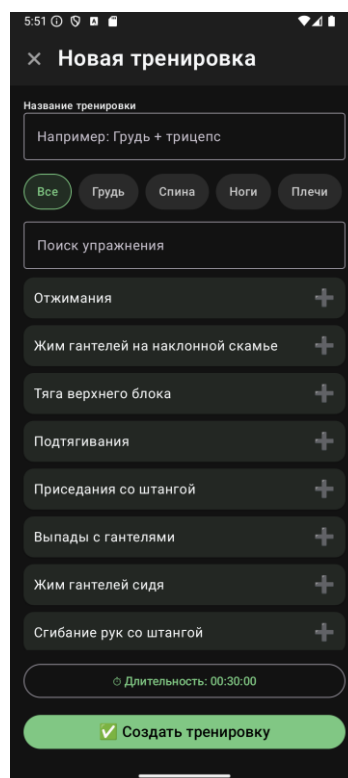 5:51
Новая тренировка
Название тренировки
Например: Грудь + трицепс
Все Грудь Спина Ноги Плечи
Поиск упражнения
Отжимания
Жим гантелей на наклонной скамье
Тяга верхнего блока
Подтягивания
Приседания со штангой
Выпады с гантелями
Жим гантелей сидя
Сгибание рук со штангой
⏱ Длительность: 00:30:00
✅ Создать тренировку